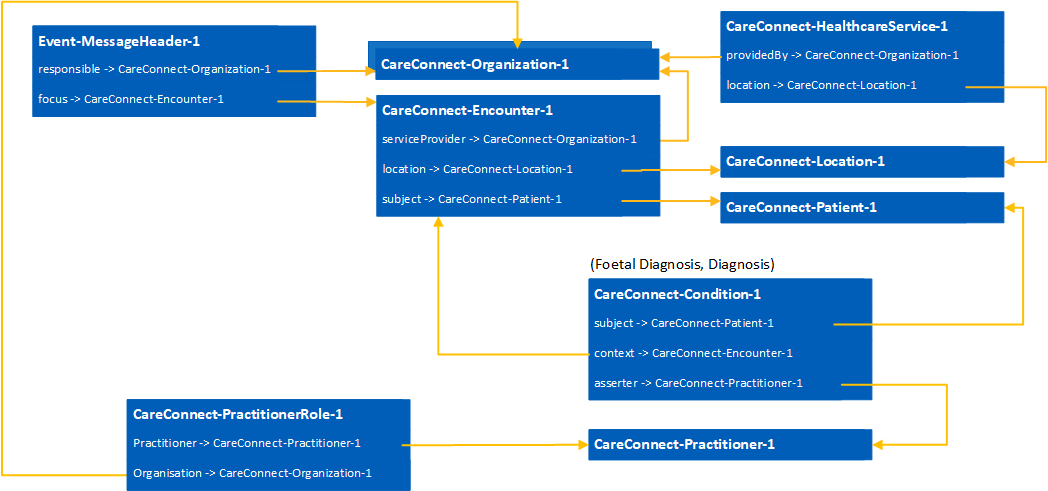 Event-MessageHeader-1
responsible -> CareConnect-Organization-1
focus -> CareConnect-Encounter-1
CareConnect-Organization-1
CareConnect-HealthcareService-1
providedBy -> CareConnect-Organization-1
location -> CareConnect-Location-1
CareConnect-Encounter-1
serviceProvider -> CareConnect-Organization-1
location -> CareConnect-Location-1
subject -> CareConnect-Patient-1
CareConnect-Location-1
CareConnect-Patient-1
(Foetal Diagnosis, Diagnosis)
CareConnect-Condition-1
subject -> CareConnect-Patient-1
context -> CareConnect-Encounter-1
asserter -> CareConnect-Practitioner-1
CareConnect-PractitionerRole-1
Practitioner -> CareConnect-Practitioner-1
Organisation -> CareConnect-Organization-1
CareConnect-Practitioner-1